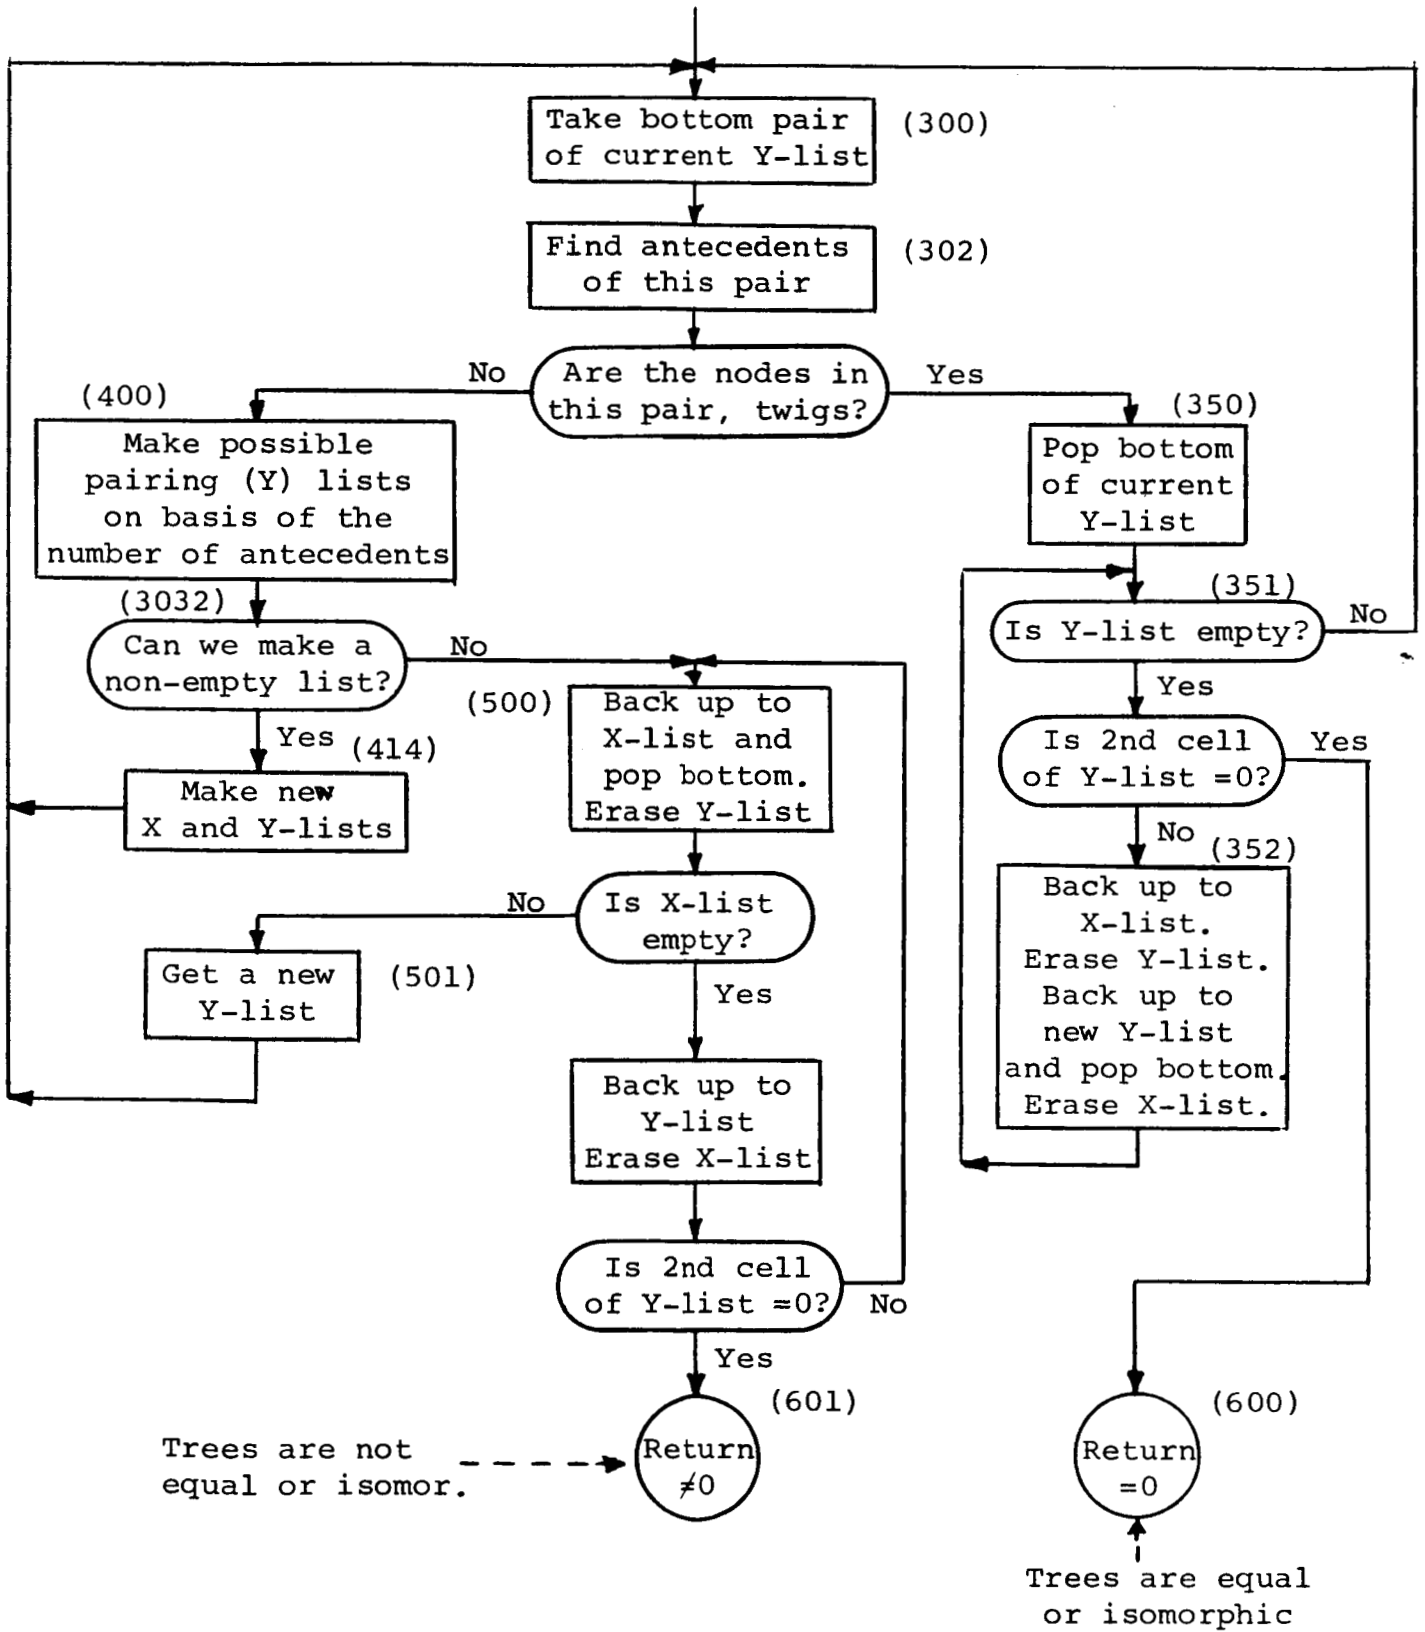 Take bottom pair
of current Y-list
(300)
Find antecedents
of this pair
(302)
Are the nodes in
this pair, twigs?
No
Yes
(400)
Make possible
pairing (Y) lists
on basis of the
number of antecedents
(350)
Pop bottom
of current
Y-list
(3032)
Can we make a
non-empty list?
No
Yes
(351)
Is Y-list empty?
No
Yes
(414)
Make new
X and Y-lists
(500)
Back up to
X-list and
pop bottom.
Erase Y-list
Is 2nd cell
of Y-list =0?
Yes
No
(352)
Back up to
X-list.
Erase Y-list.
Back up to
new Y-list
and pop bottom.
Erase X-list.
Is X-list
empty?
No
Yes
Get a new
Y-list
(501)
Back up to
Y-list
Erase X-list
Is 2nd cell
of Y-list =0?
No
Yes
(601)
Return
≠0
Trees are not
equal or isomor.
(600)
Return
=0
Trees are equal
or isomorphic